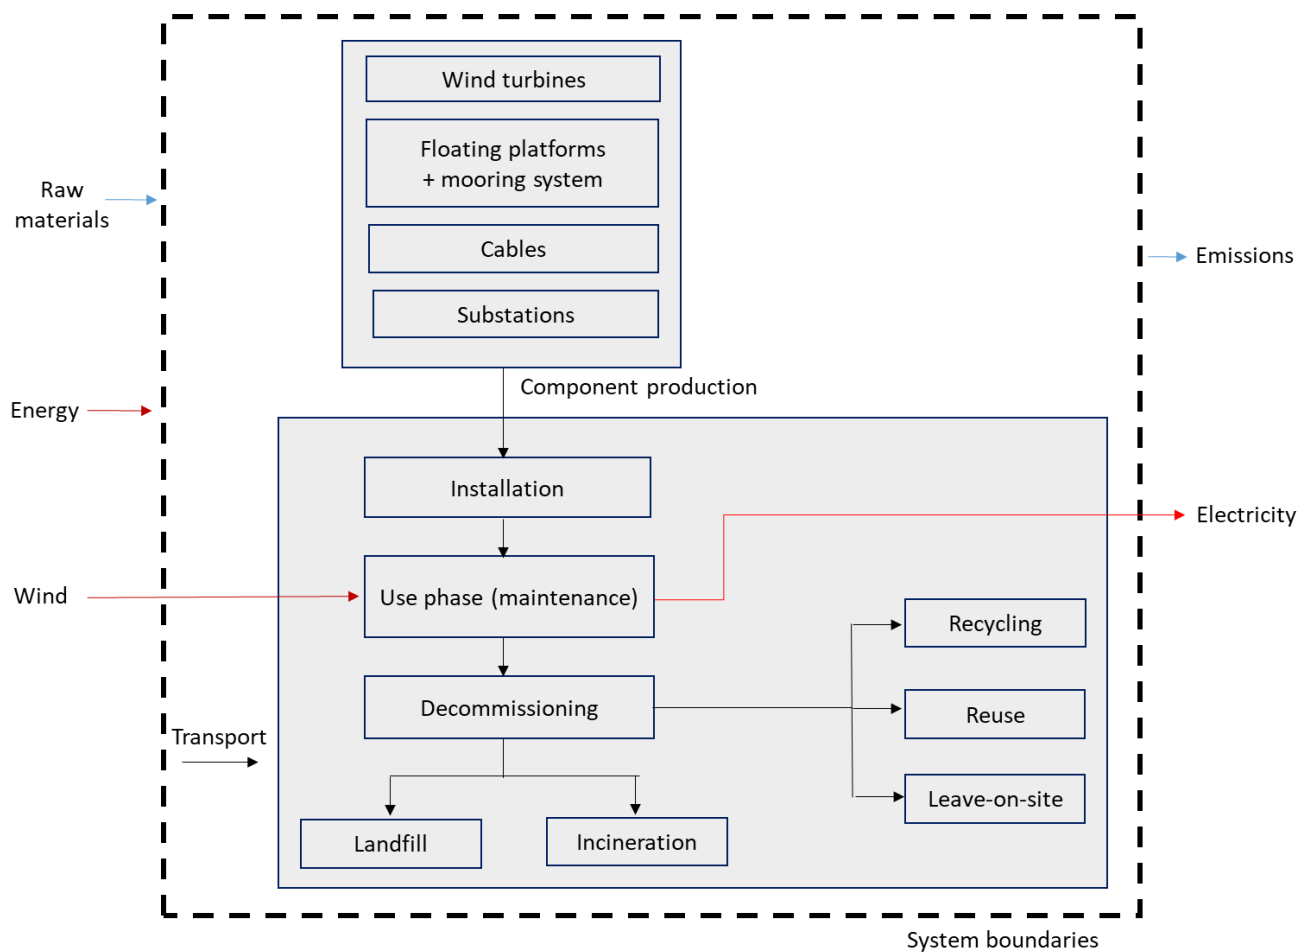 Wind turbines
Floating platforms
+ mooring system
Cables
Substations
Raw
materials
Emissions
Component production
Energy
Installation
Electricity
Wind
Use phase (maintenance)
Recycling
Decommissioning
Reuse
Transport
Leave-on-site
Landfill
Incineration
System boundaries